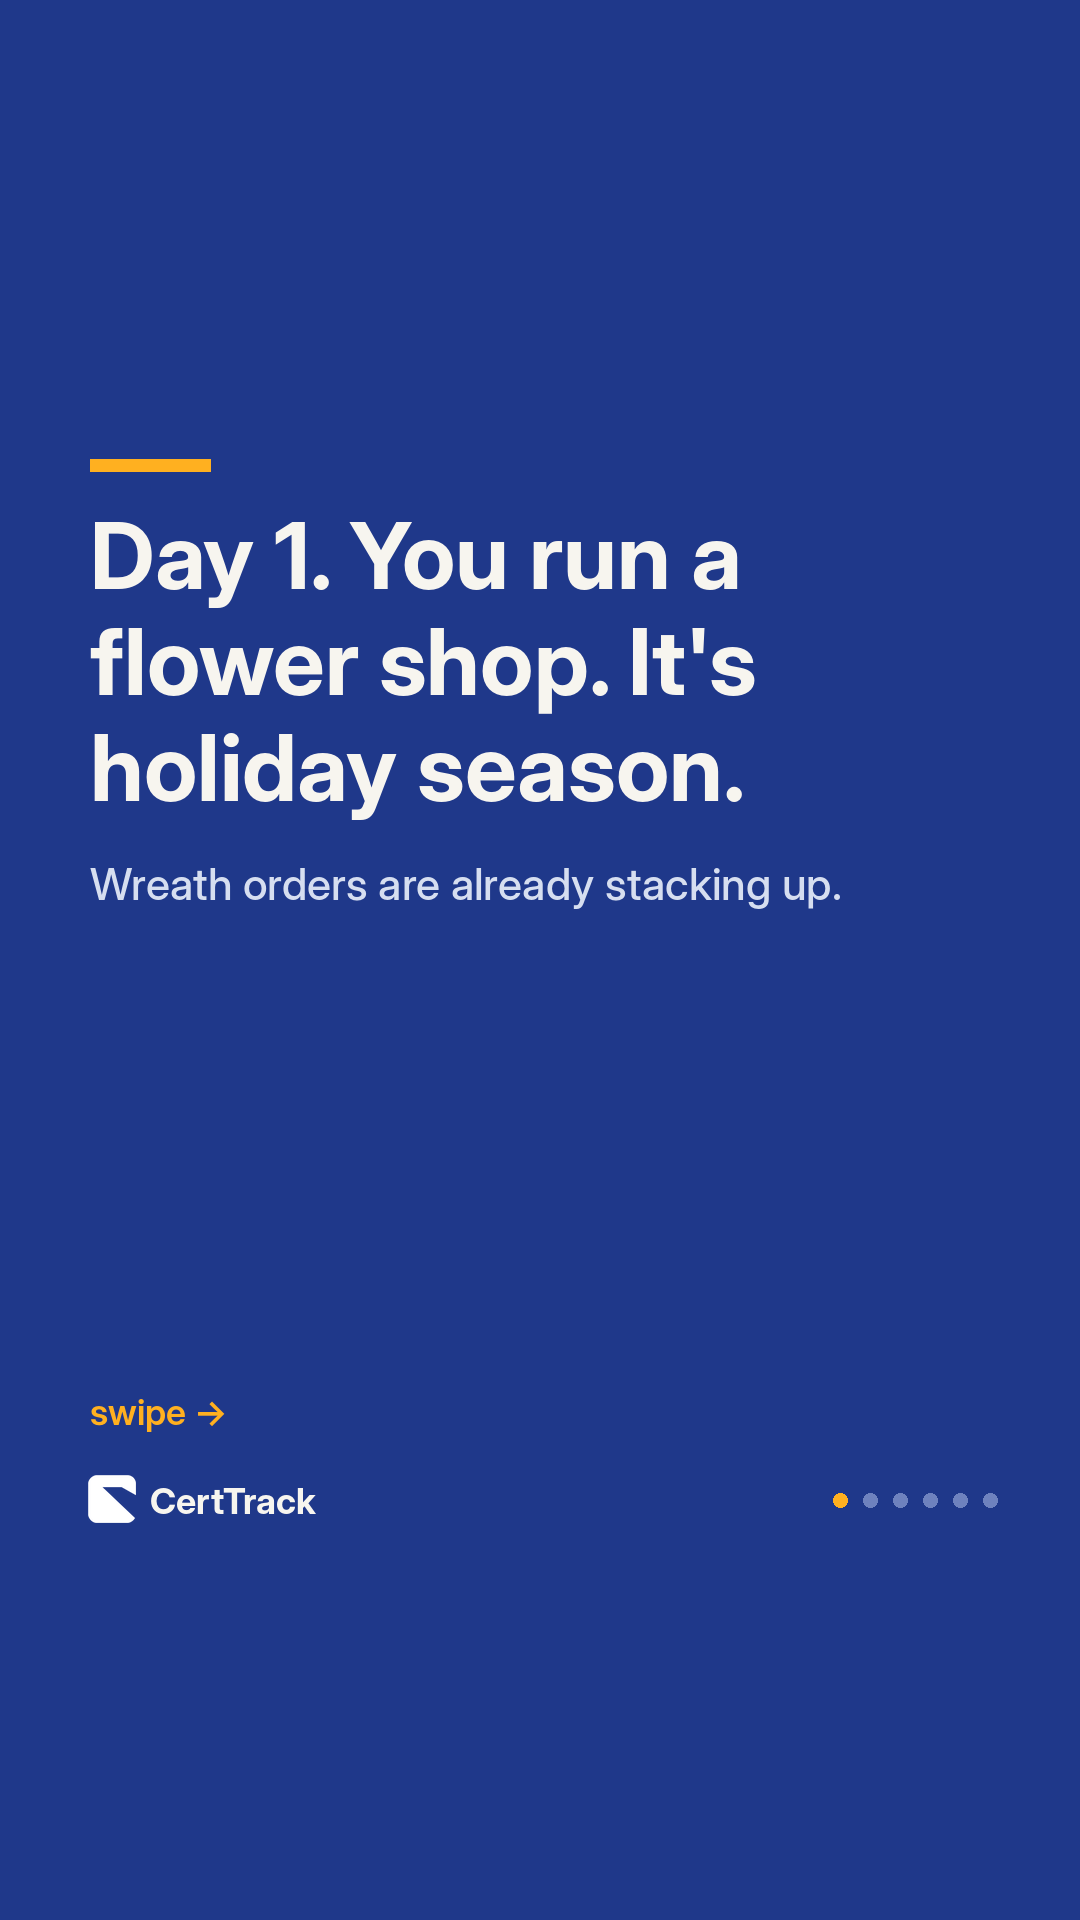 Day 1. You run a
flower shop. It's
holiday season.
Wreath orders are already stacking up.
swipe →
CertTrack